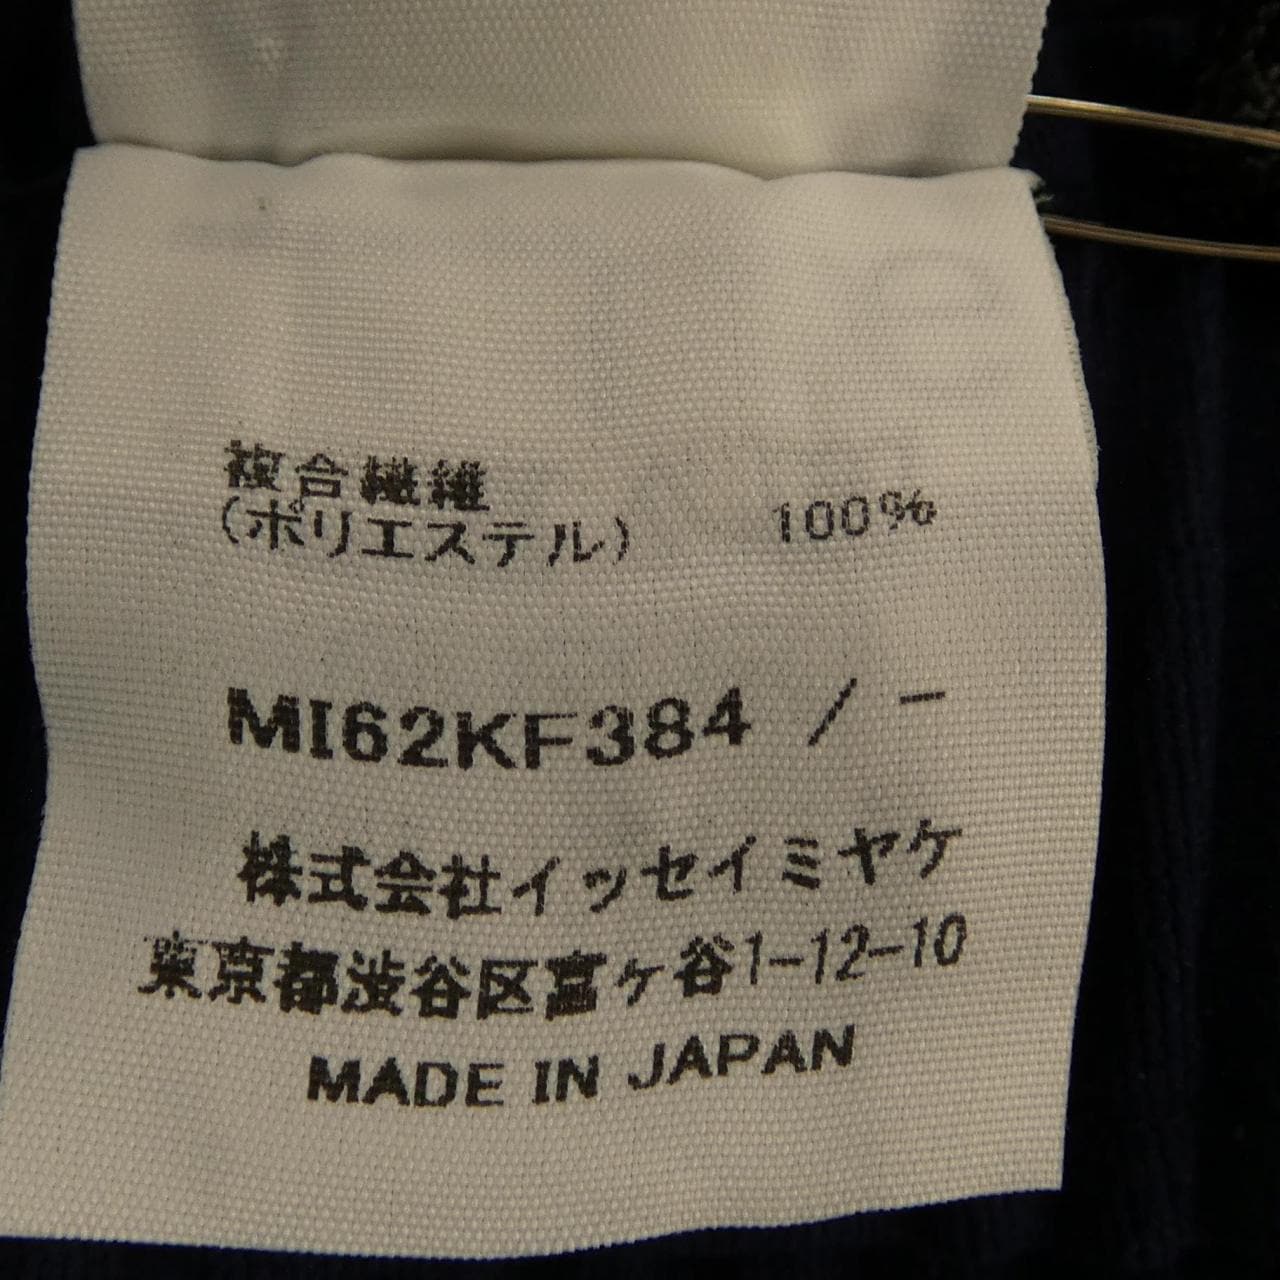 複合繊維
(ポリエステル) 100%
MI62KF384 / -
株式会社イッセイミヤケ
東京都渋谷区富ヶ谷1-12-10
MADE IN JAPAN